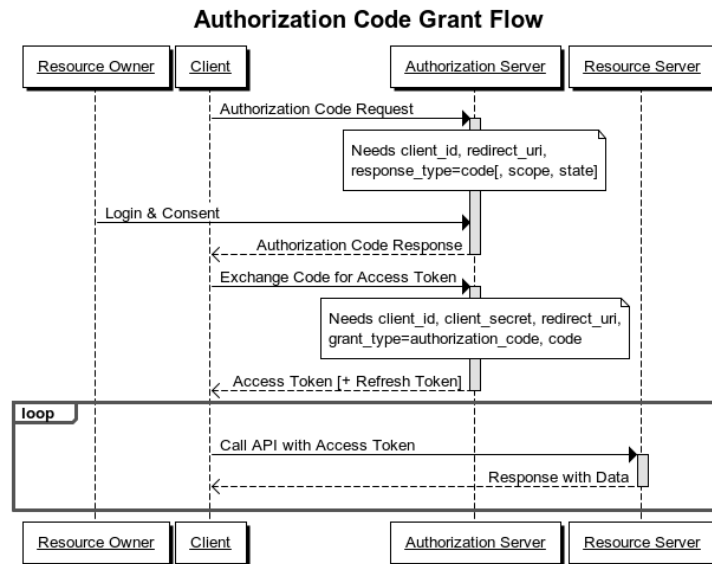 Authorization Code Grant Flow
Resource Owner
Client
Authorization Server
Resource Server
Authorization Code Request
Needs client_id, redirect_uri,
response_type=code[, scope, state]
Login & Consent
Authorization Code Response
Exchange Code for Access Token
Needs client_id, client_secret, redirect_uri,
grant_type=authorization_code, code
Access Token [+ Refresh Token]
loop
Call API with Access Token
Response with Data
Resource Owner
Client
Authorization Server
Resource Server